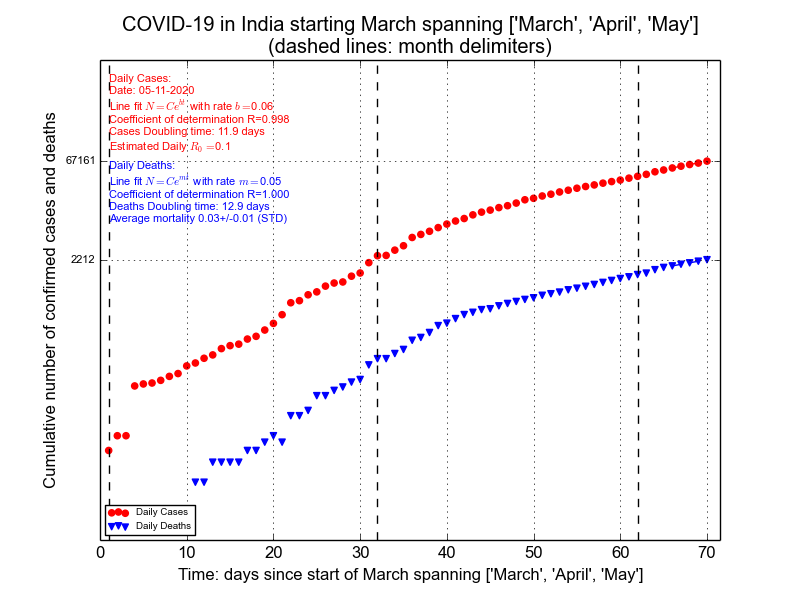 COVID-19 in India starting March spanning ['March', 'April', 'May']
(dashed lines: month delimiters)
Daily Cases:
Date: 05-11-2020
Line fit N = Ce^{bt} with rate b = 0.06
Coefficient of determination R=0.998
Cases Doubling time: 11.9 days
Estimated Daily R_0 = 0.1
Daily Deaths:
Line fit N = Ce^{mt} with rate m = 0.05
Coefficient of determination R=1.000
Deaths Doubling time: 12.9 days
Average mortality 0.03+/-0.01 (STD)
67161
2212
Cumulative number of confirmed cases and deaths
Daily Cases
Daily Deaths
0 10 20 30 40 50 60 70
Time: days since start of March spanning ['March', 'April', 'May']